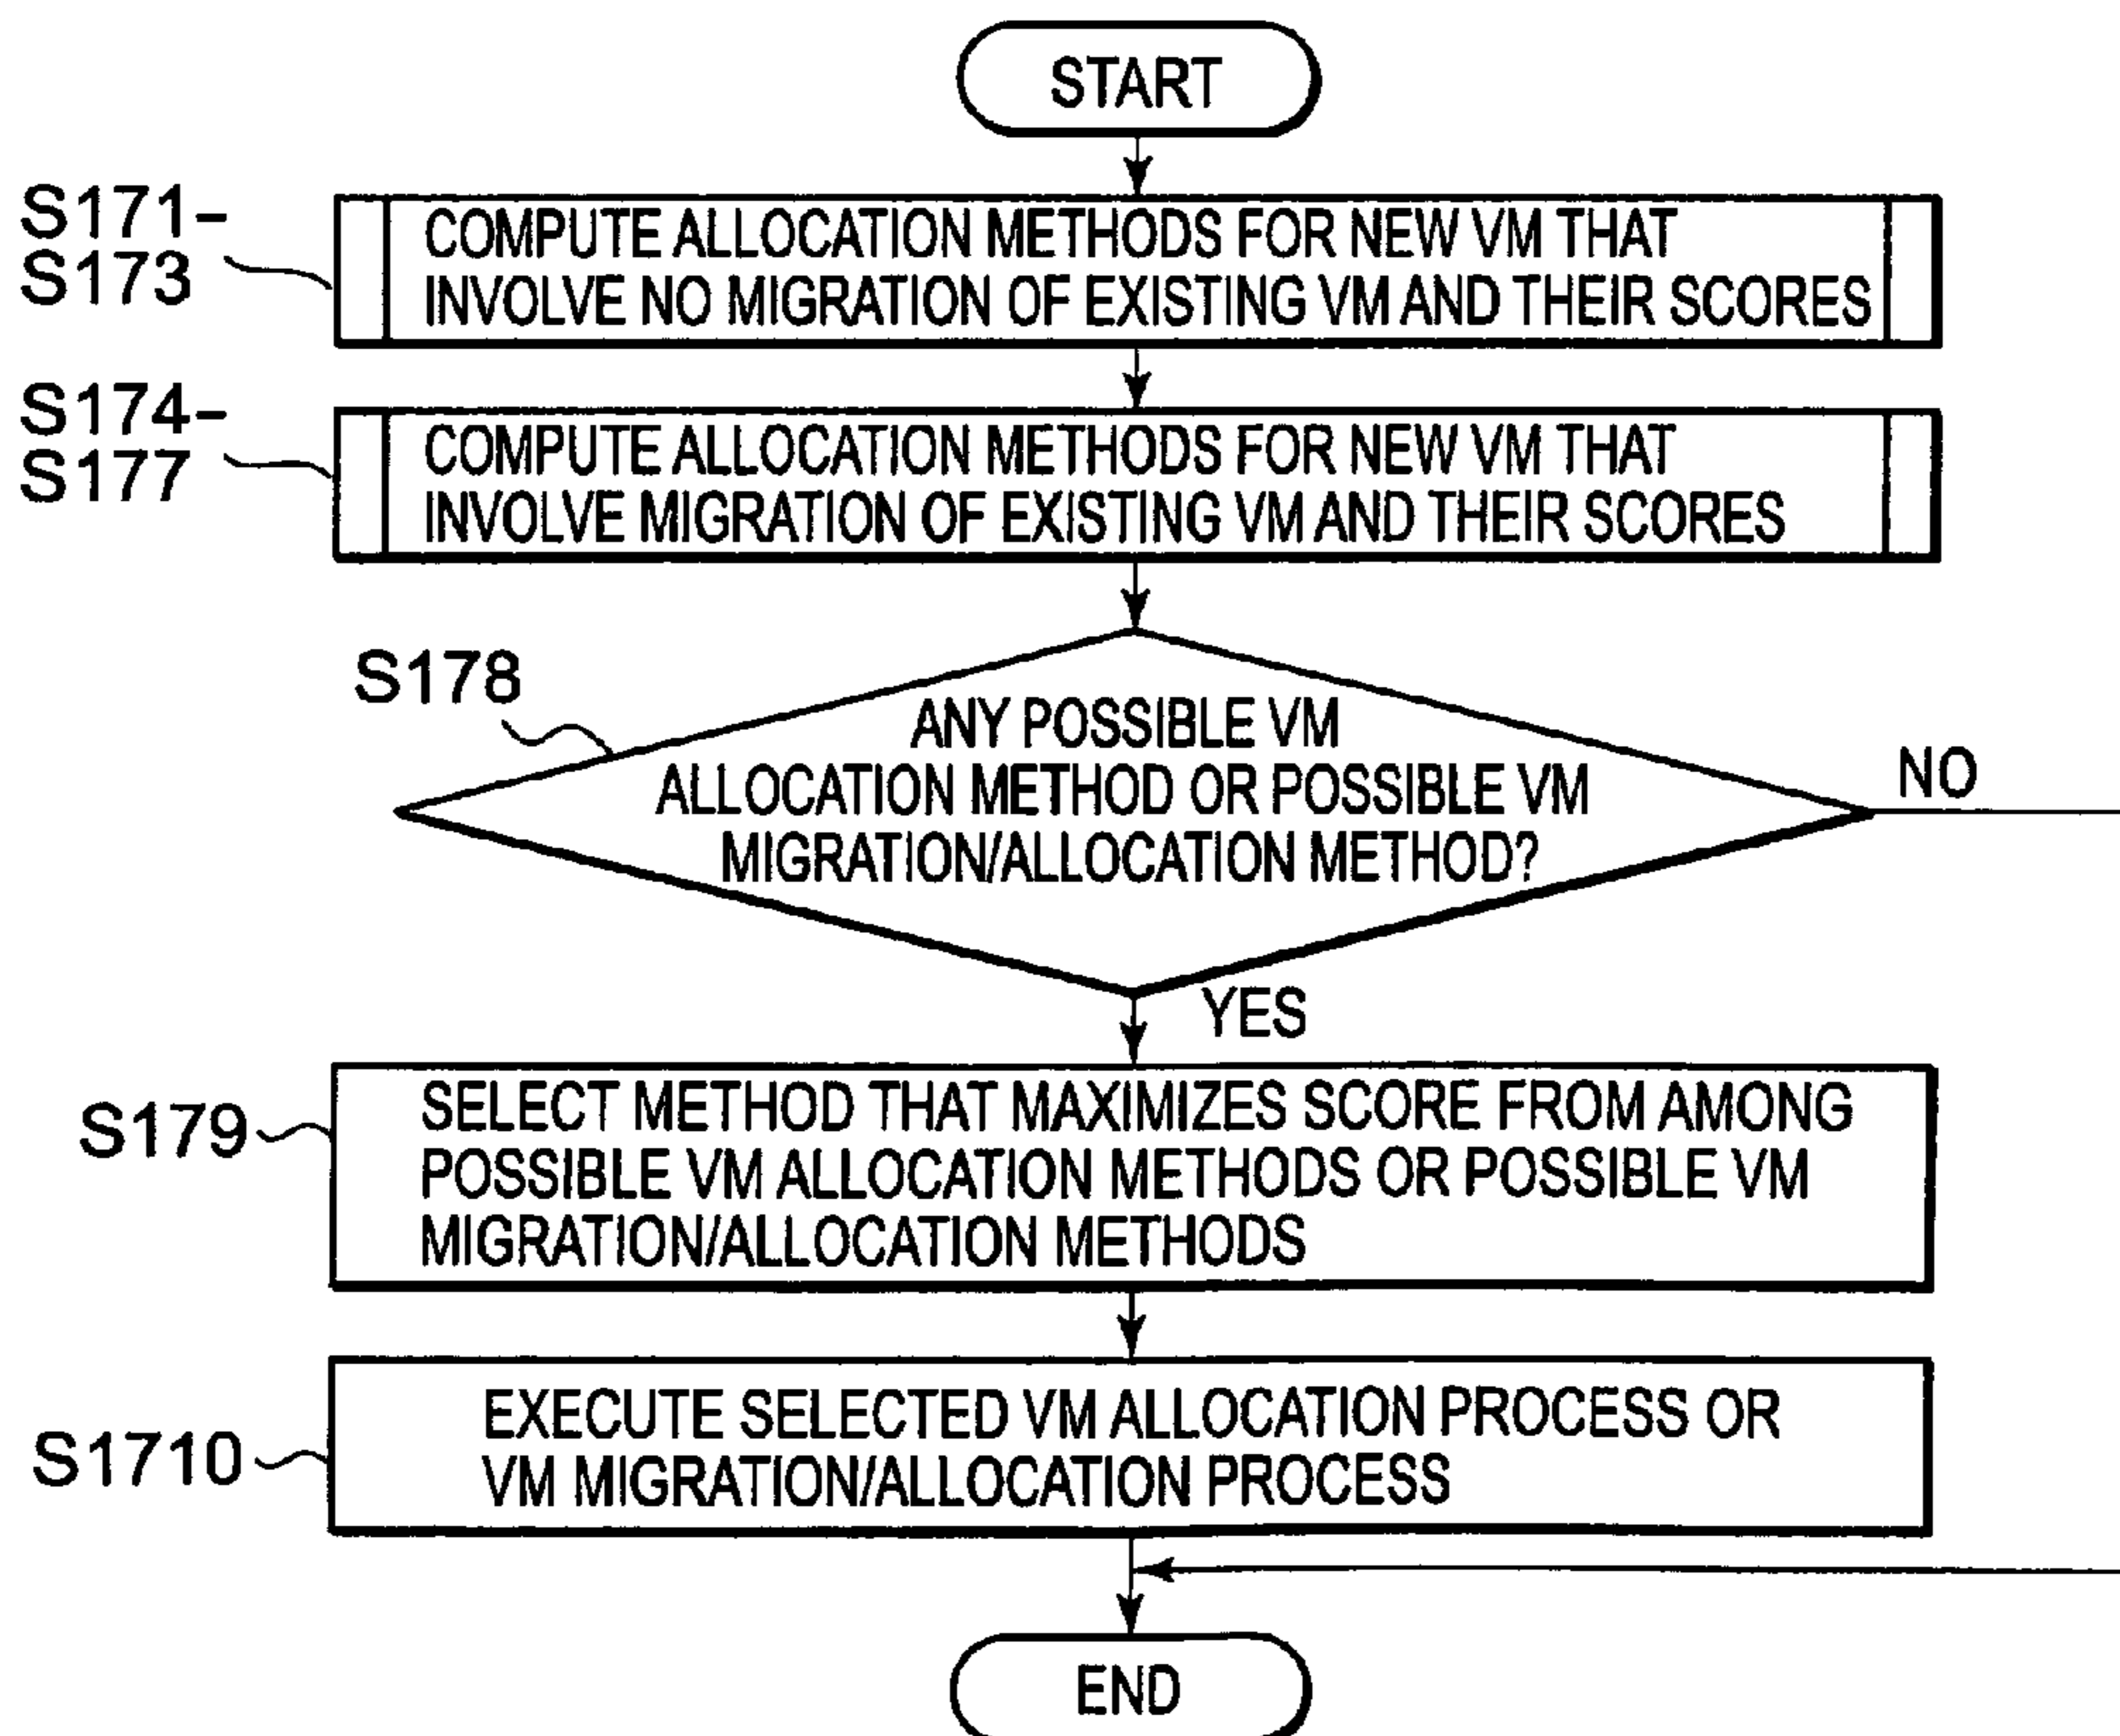 START
S171-
S173
COMPUTE ALLOCATION METHODS FOR NEW VM THAT
INVOLVE NO MIGRATION OF EXISTING VM AND THEIR SCORES
S174-
S177
COMPUTE ALLOCATION METHODS FOR NEW VM THAT
INVOLVE MIGRATION OF EXISTING VM AND THEIR SCORES
S178
ANY POSSIBLE VM
ALLOCATION METHOD OR POSSIBLE VM
MIGRATION/ALLOCATION METHOD?
NO
YES
S179
SELECT METHOD THAT MAXIMIZES SCORE FROM AMONG
POSSIBLE VM ALLOCATION METHODS OR POSSIBLE VM
MIGRATION/ALLOCATION METHODS
S1710
EXECUTE SELECTED VM ALLOCATION PROCESS OR
VM MIGRATION/ALLOCATION PROCESS
END